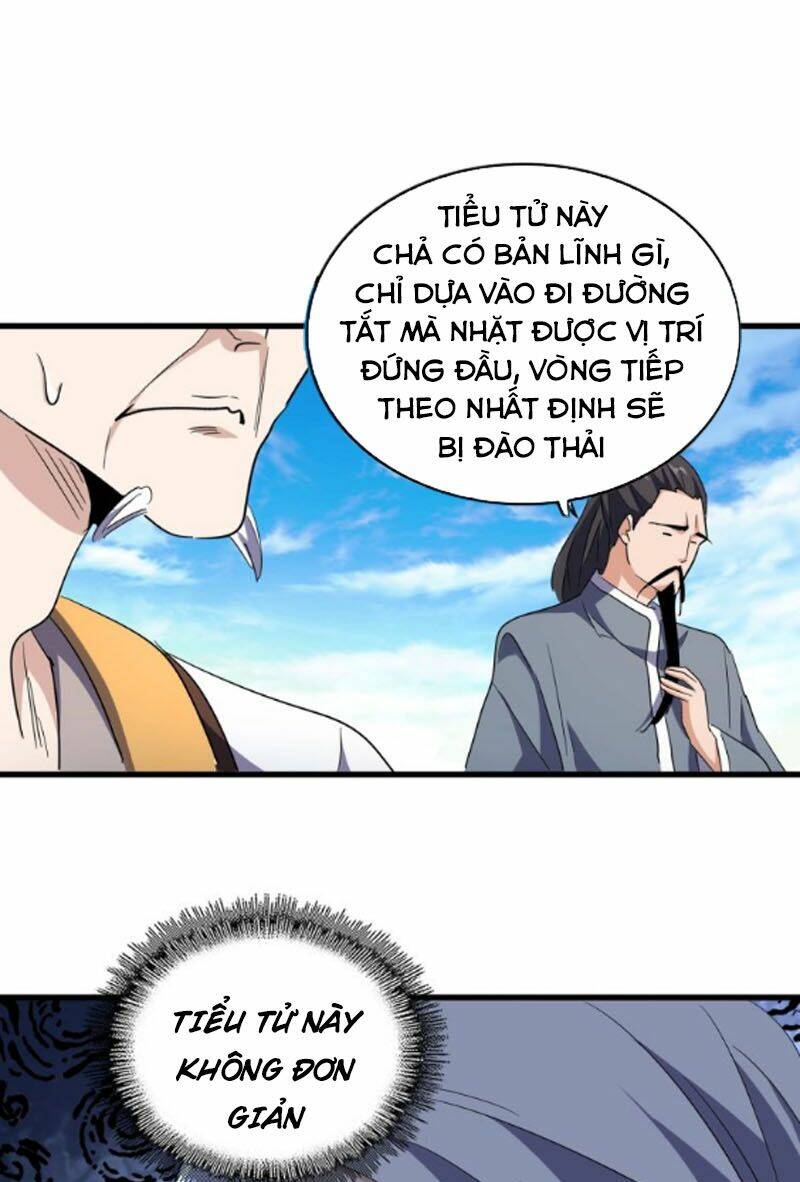 TIỂU TỬ NÀY
CHẢ CÓ BẢN LĨNH GÌ,
CHỈ DỰA VÀO ĐI ĐƯỜNG
TẮT MÀ NHẶT ĐƯỢC VỊ TRÍ
ĐỨNG ĐẦU, VÒNG TIẾP
THEO NHẤT ĐỊNH SẼ
BỊ ĐÀO THẢI
TIỂU TỬ NÀY
KHÔNG ĐƠN
GIẢN